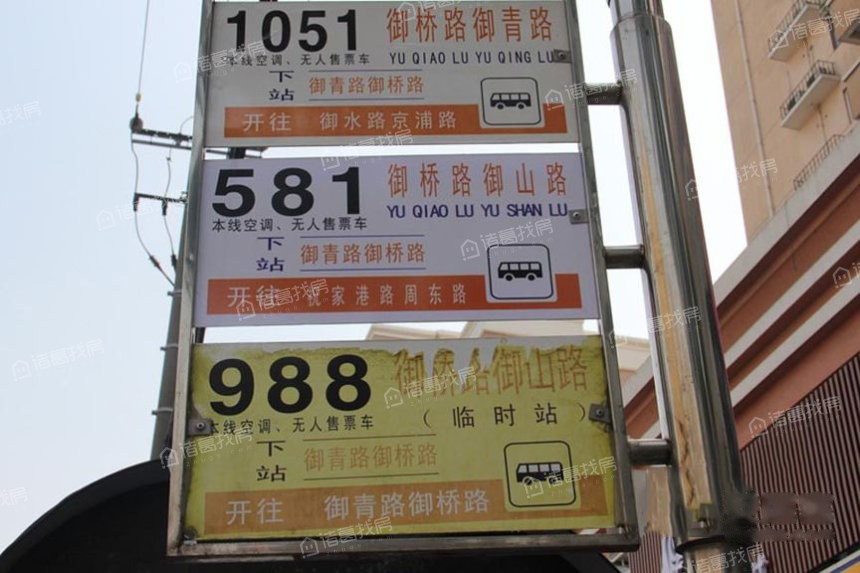 1051 御桥路御青路
本线空调、无人售票车 YU QIAO LU YU QING LU
下站 御青路御桥路
开往 御水路京浦路
581 御桥路御山路
本线空调、无人售票车 YU QIAO LU YU SHAN LU
下站 御青路御桥路
开往 祝家港路周东路
988 御桥路御山路
本线空调、无人售票车 （临时站）
下站 御青路御桥路
开往 御青路御桥路
诸葛找房